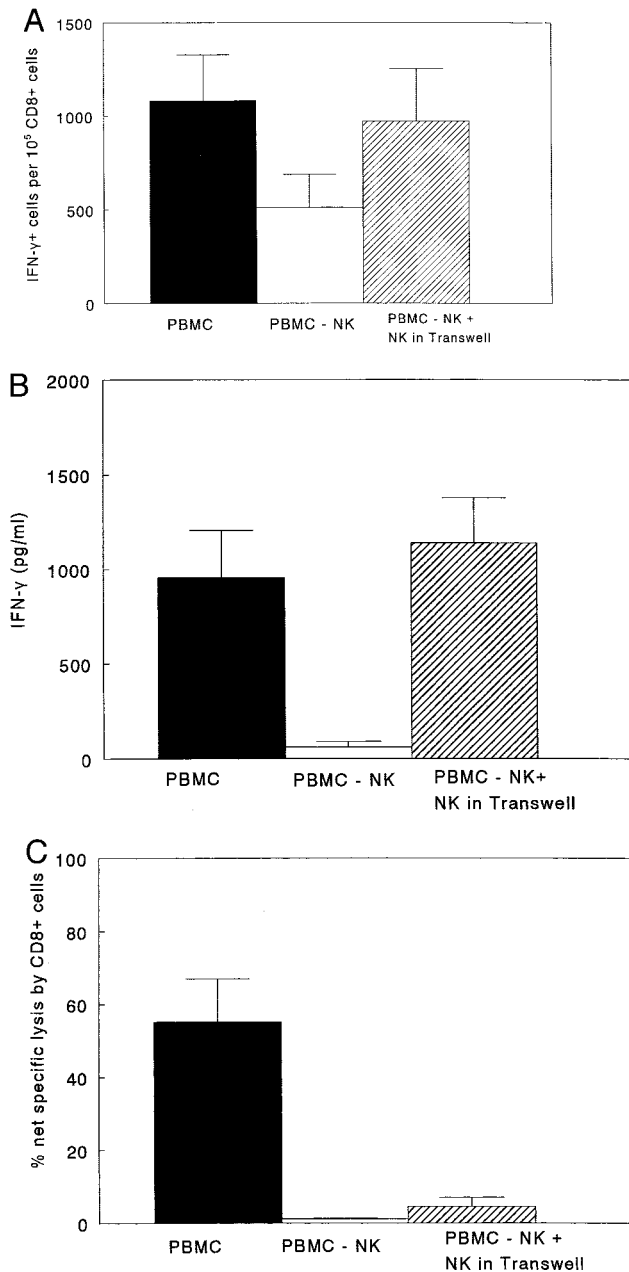 A
IFN-γ+ cells per 10⁵ CD8+ cells
1500
1000
500
0
PBMC
PBMC - NK
PBMC - NK +
NK in Transwell
B
IFN-γ (pg/ml)
2000
1500
1000
500
0
PBMC
PBMC - NK
PBMC - NK+
NK in Transwell
C
% net specific lysis by CD8+ cells
100
80
60
40
20
0
PBMC
PBMC - NK
PBMC - NK +
NK in Transwell